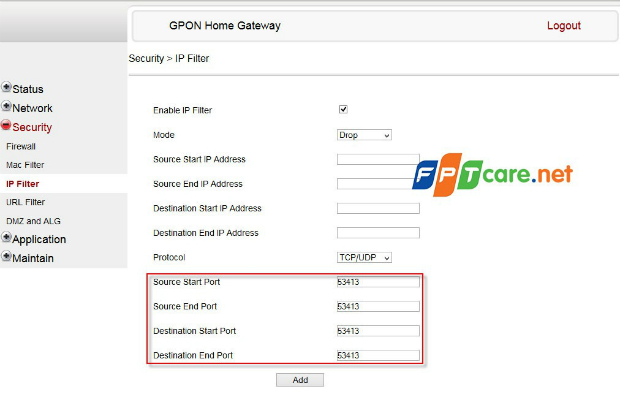 GPON Home Gateway
Logout
Security > IP Filter
Status
Network
Security
Firewall
Mac Filter
IP Filter
URL Filter
DMZ and ALG
Application
Maintain
Enable IP Filter
Mode Drop
Source Start IP Address
Source End IP Address
Destination Start IP Address
Destination End IP Address
Protocol TCP/UDP
Source Start Port 53413
Source End Port 53413
Destination Start Port 53413
Destination End Port 53413
Add
FPTcare.net